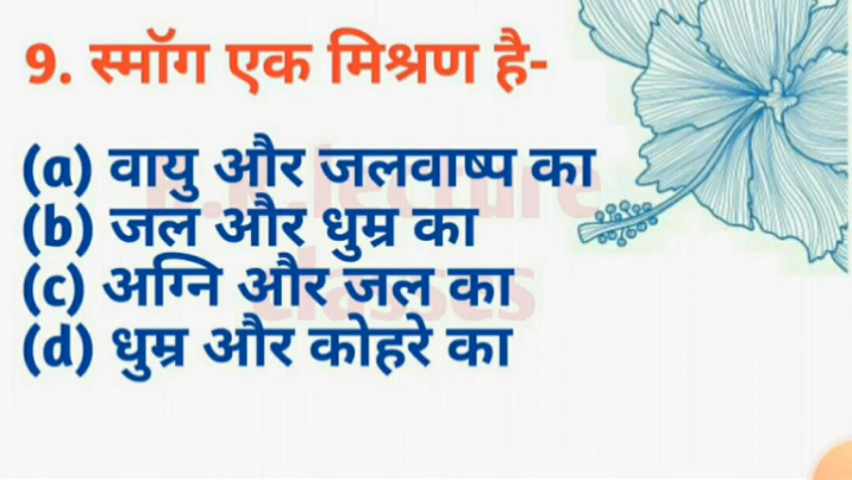 9. स्मॉग एक मिश्रण है-
(a) वायु और जलवाष्प का
(b) जल और धुम्र का
(c) अग्नि और जल का
(d) धुम्र और कोहरे का